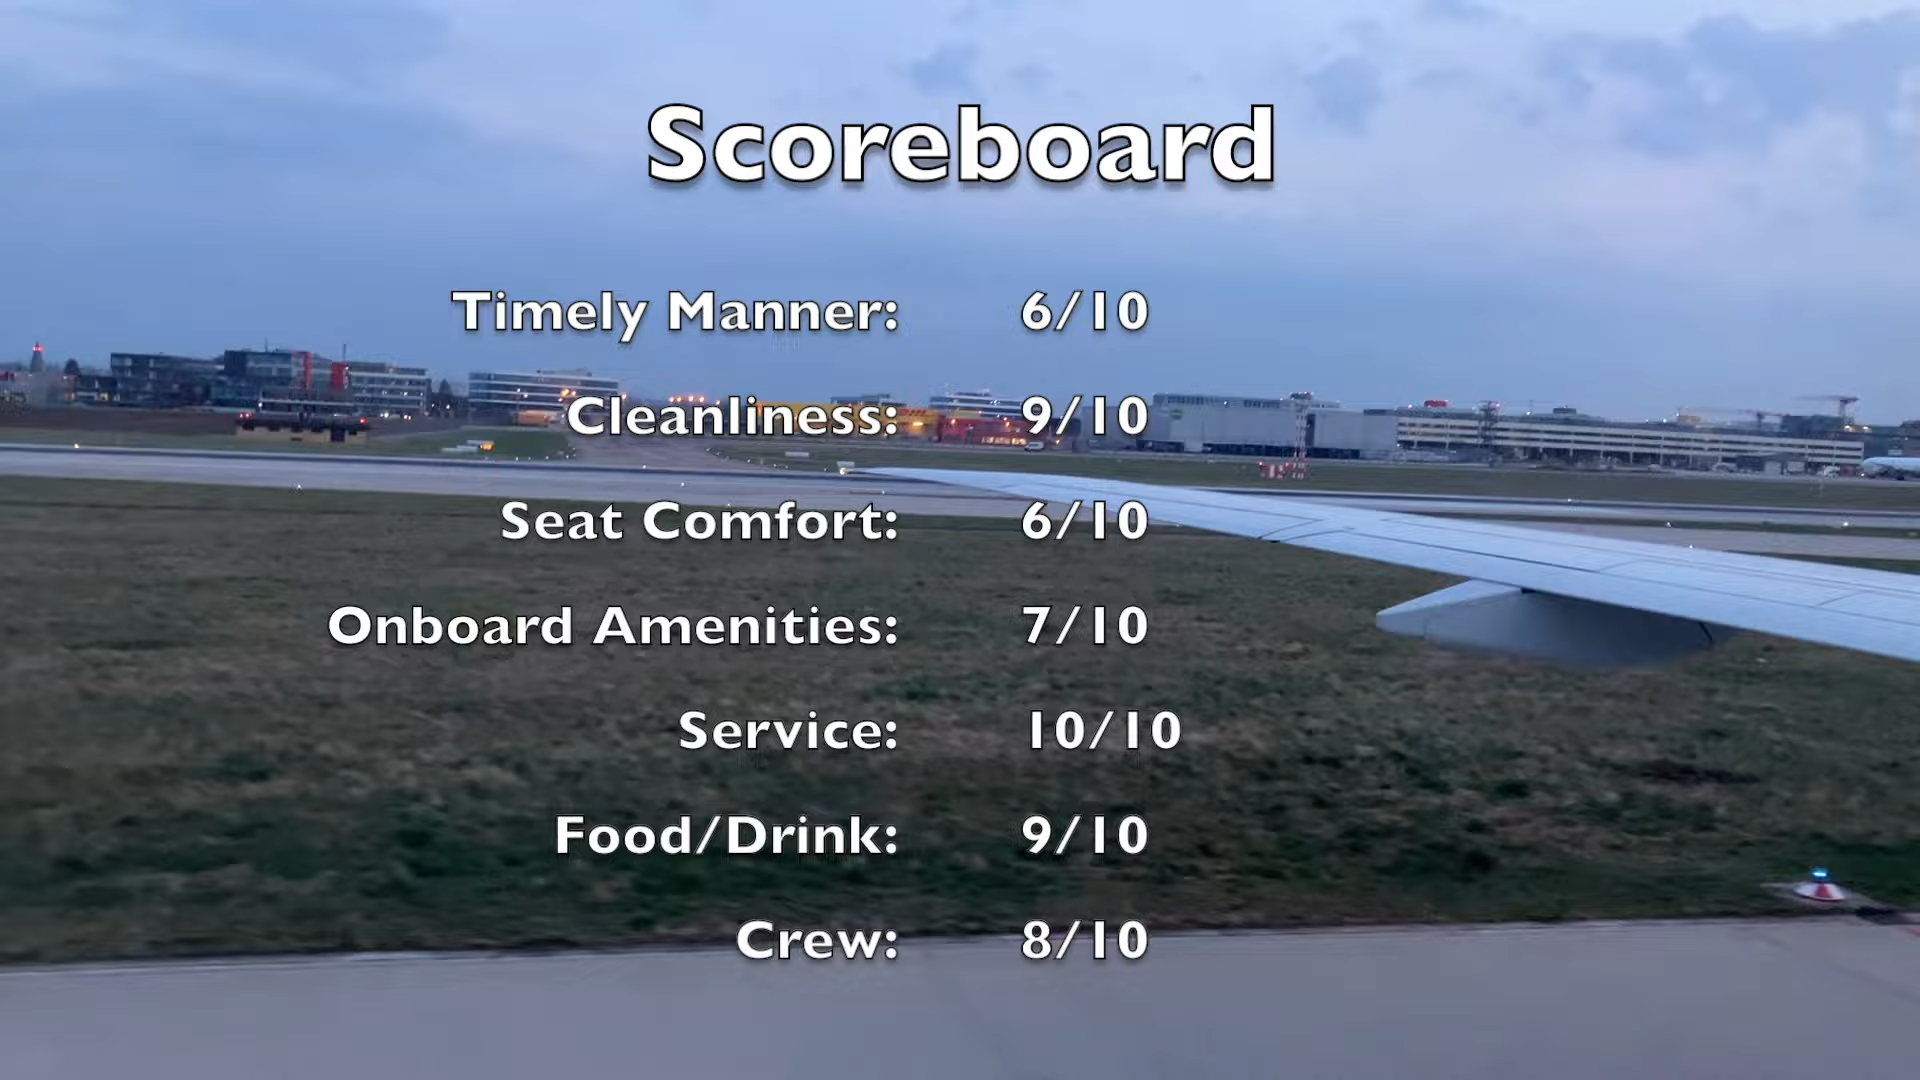 Scoreboard
Timely Manner: 6/10
Cleanliness: 9/10
Seat Comfort: 6/10
Onboard Amenities: 7/10
Service: 10/10
Food/Drink: 9/10
Crew: 8/10